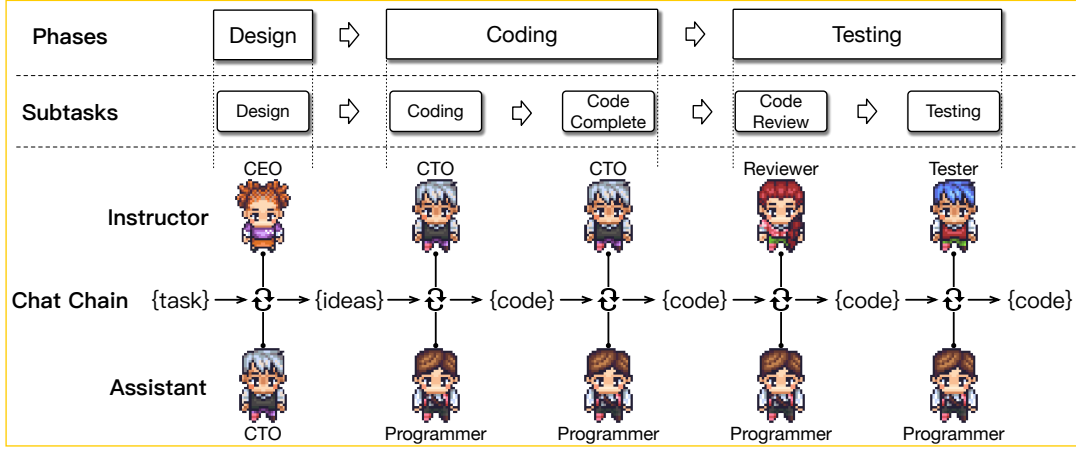 Phases
Design
Coding
Testing
Subtasks
Design
Coding
Code
Complete
Code
Review
Testing
CEO
CTO
CTO
Reviewer
Tester
Instructor
Chat Chain
{task}
{ideas}
{code}
{code}
{code}
{code}
Assistant
CTO
Programmer
Programmer
Programmer
Programmer